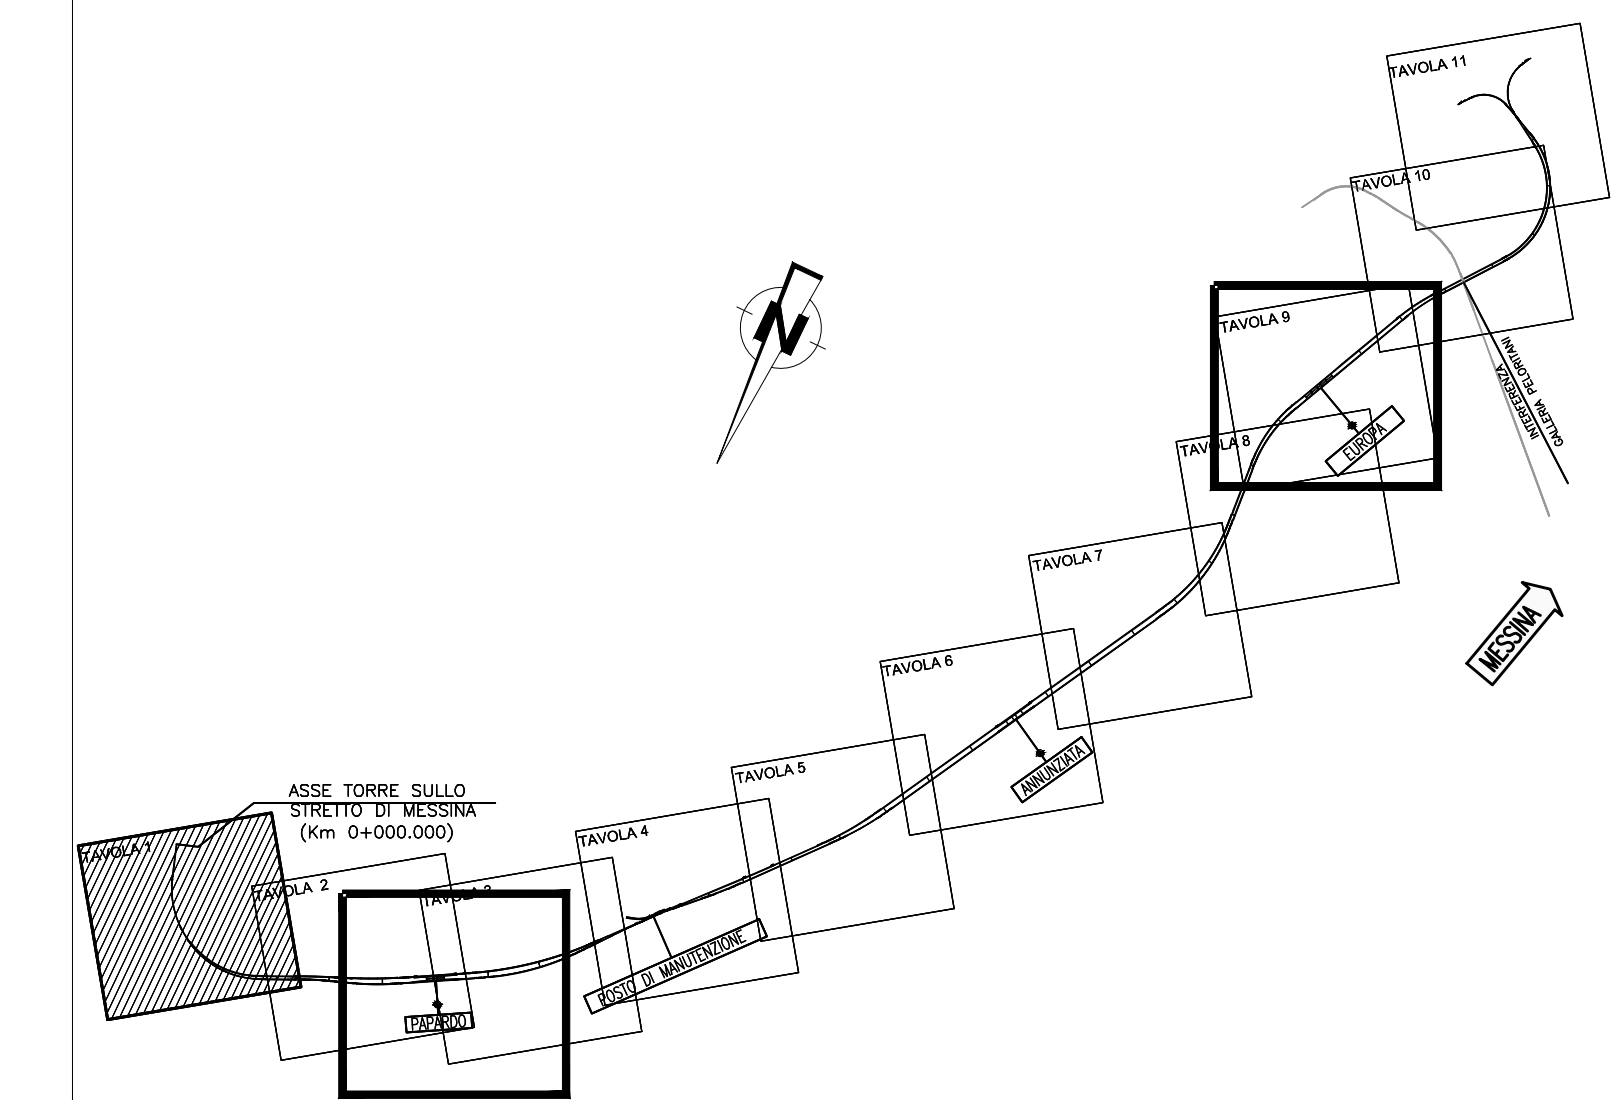 TAVOLA 11
TAVOLA 10
TAVOLA 9
INTERFERENZA
GALLERIA PELORITANI
EUROPA
TAVOLA 8
N
TAVOLA 7
MESSINA
TAVOLA 6
ANNUNZIATA
TAVOLA 5
ASSE TORRE SULLO
STRETTO DI MESSINA
(Km 0+000.000)
TAVOLA 4
TAVOLA 1
TAVOLA 2
TAVOLA 3
POSTO DI MANUTENZIONE
PAPARDO